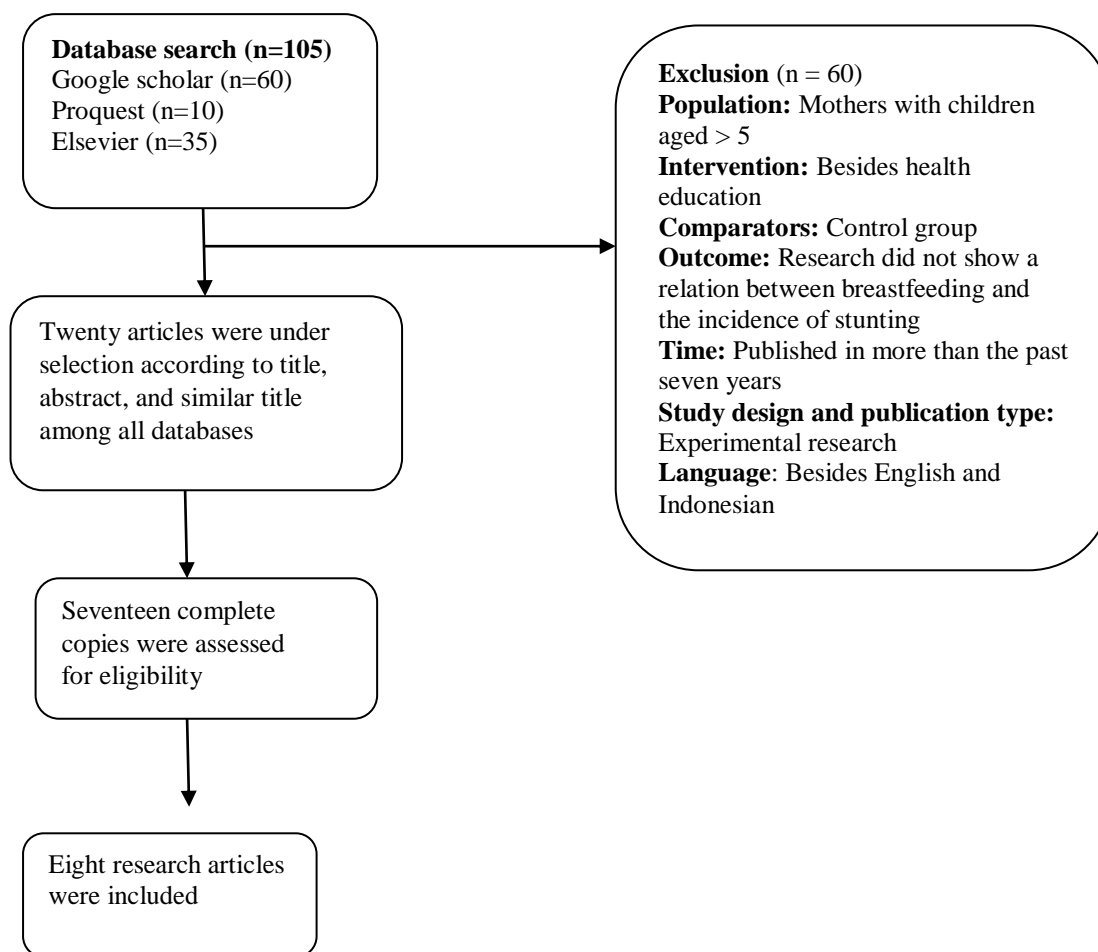 Database search (n=105)
Google scholar (n=60)
Proquest (n=10)
Elsevier (n=35)
Exclusion (n = 60)
Population: Mothers with children
aged > 5
Intervention: Besides health
education
Comparators: Control group
Outcome: Research did not show a
relation between breastfeeding and
the incidence of stunting
Time: Published in more than the past
seven years
Study design and publication type:
Experimental research
Language: Besides English and
Indonesian
Twenty articles were under
selection according to title,
abstract, and similar title
among all databases
Seventeen complete
copies were assessed
for eligibility
Eight research articles
were included